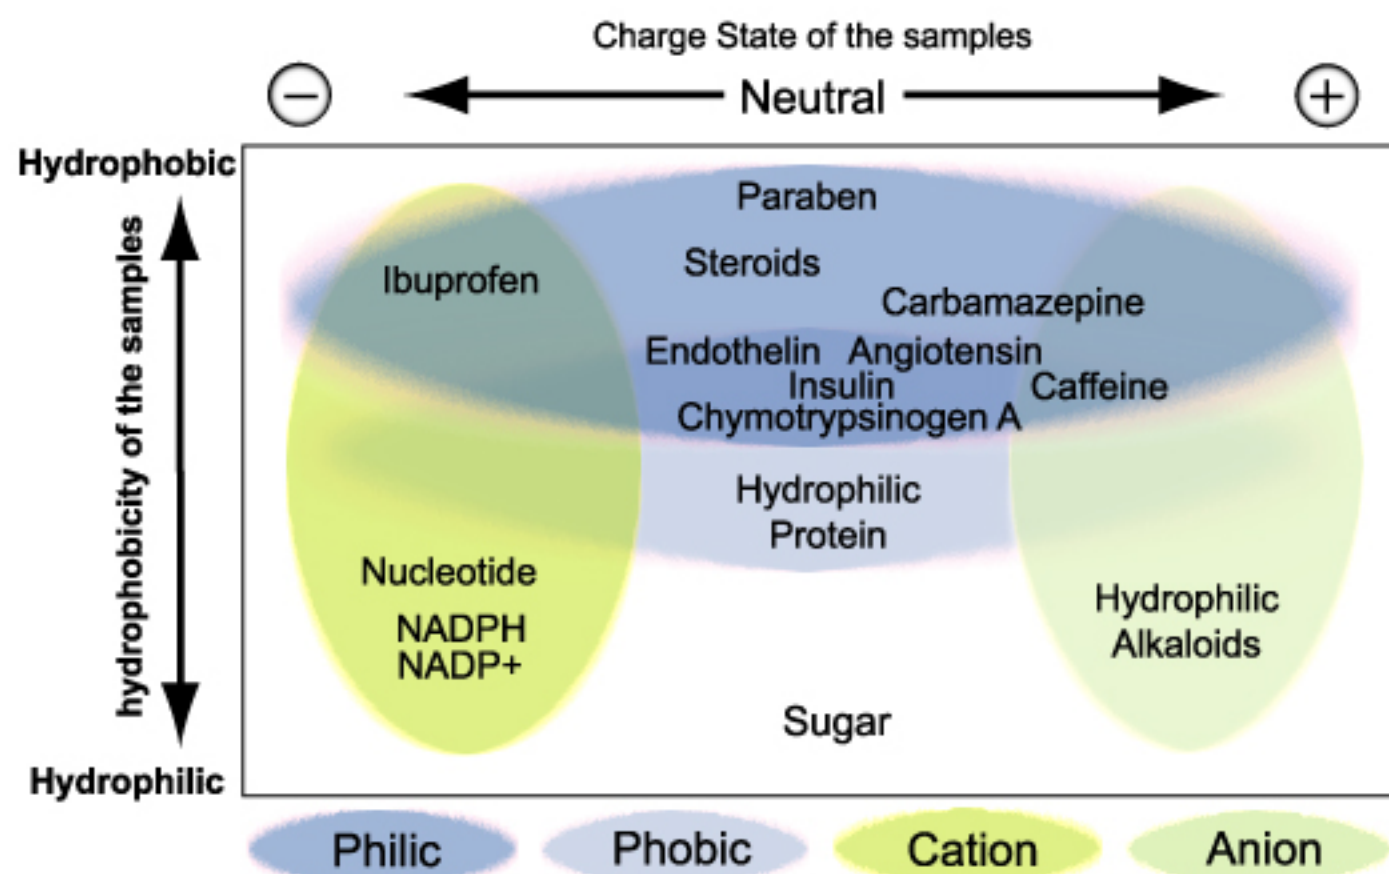 Charge State of the samples
− Neutral +
Hydrophobic
hydrophobicity of the samples
Hydrophilic
Paraben
Steroids
Ibuprofen
Carbamazepine
Endothelin Angiotensin
Insulin Caffeine
Chymotrypsinogen A
Hydrophilic
Protein
Nucleotide
NADPH
NADP+
Hydrophilic
Alkaloids
Sugar
Philic Phobic Cation Anion